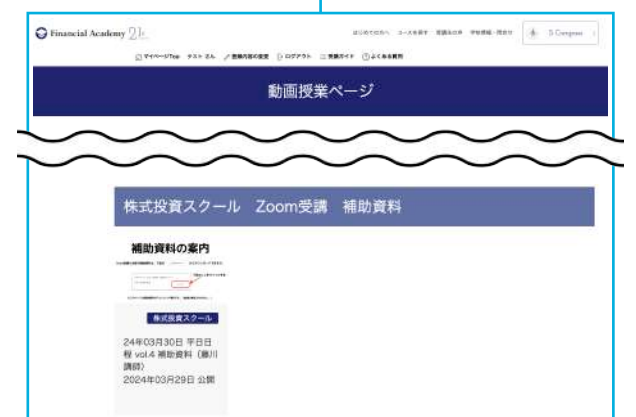 Financial Academy
はじめての方へ コースを探す 受講生の声 学校情報・問合せ
マイページTop テスト さん 登録内容の変更 ログアウト 受講ガイド よくある質問
動画授業ページ
株式投資スクール Zoom受講 補助資料
補助資料の案内
株式投資スクール
24年03月30日 平日日
程 vol.4 補助資料（藤川
講師）
2024年03月29日 公開